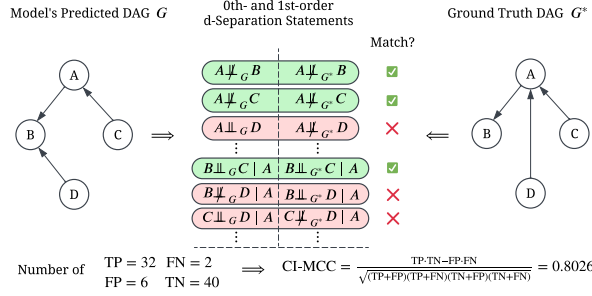 Model's Predicted DAG G
0th- and 1st-order
d-Separation Statements
Ground Truth DAG G*
Match?
A
B
C
D
⇒
A ⫫̸_G B A ⫫̸_G* B ✅
A ⫫̸_G C A ⫫̸_G* C ✅
A ⫫_G D A ⫫̸_G* D ❌
⋮ ⋮
B ⫫_G C | A B ⫫_G* C | A ✅
B ⫫̸_G D | A B ⫫_G* D | A ❌
C ⫫_G D | A C ⫫̸_G* D | A ❌
⋮ ⋮
⇐
A
B
C
D
Number of TP = 32 FN = 2
FP = 6 TN = 40
⇒ CI-MCC = TP·TN−FP·FN / √(TP+FP)(TP+FN)(TN+FP)(TN+FN) = 0.8026